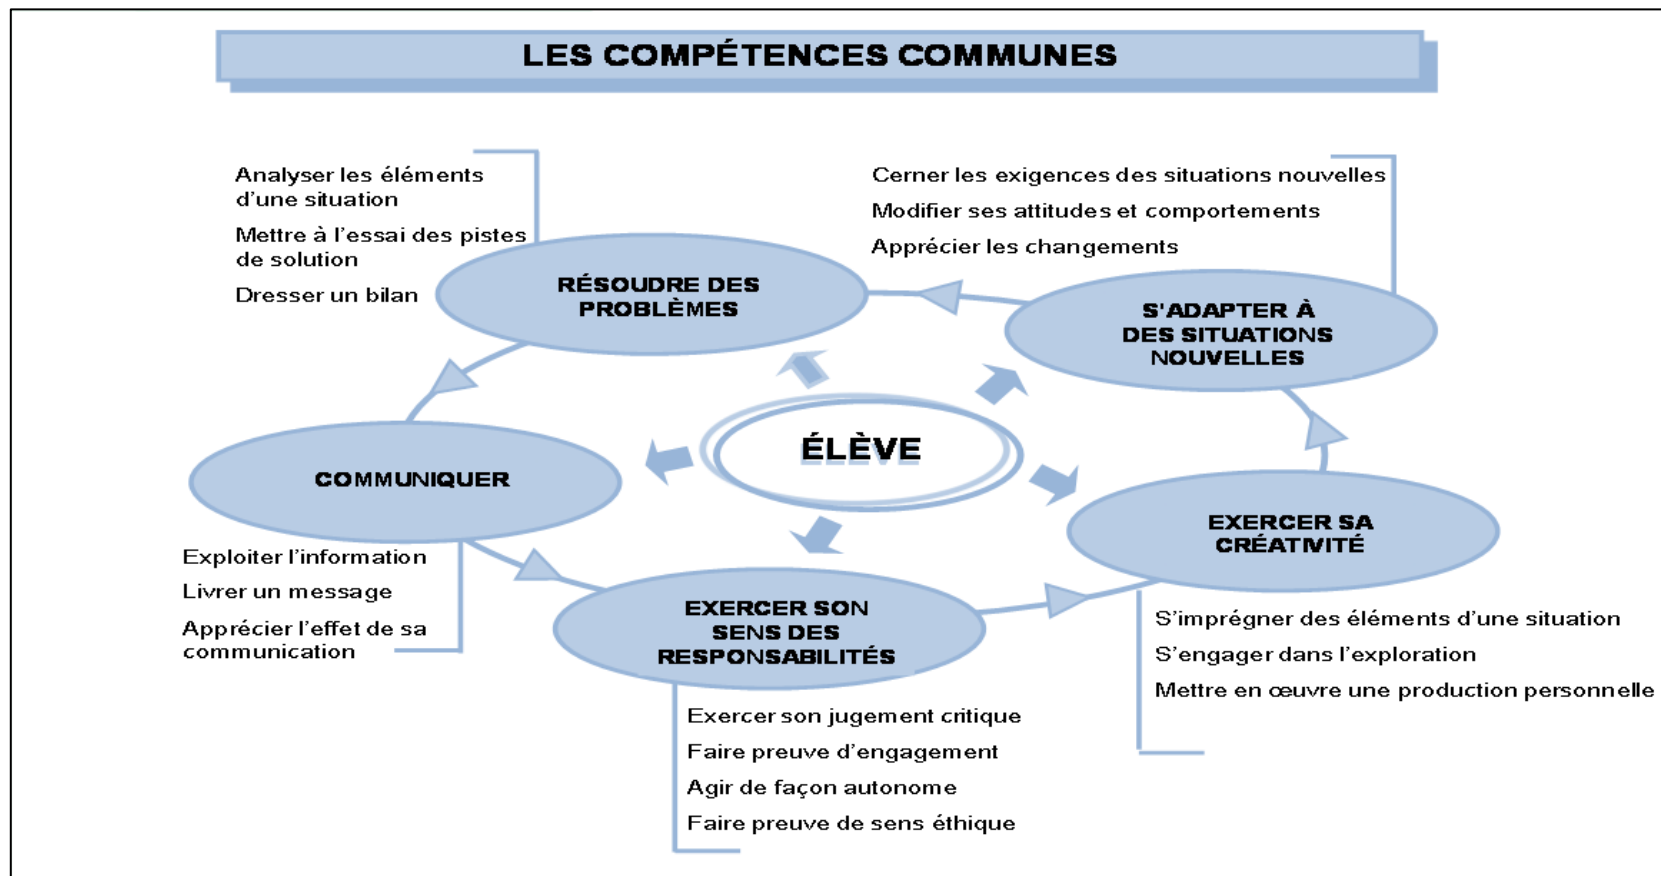 LES COMPÉTENCES COMMUNES
Analyser les éléments
d'une situation
Mettre à l'essai des pistes
de solution
Dresser un bilan
RÉSOUDRE DES
PROBLÈMES
Cerner les exigences des situations nouvelles
Modifier ses attitudes et comportements
Apprécier les changements
S'ADAPTER À
DES SITUATIONS
NOUVELLES
ÉLÈVE
COMMUNIQUER
Exploiter l'information
Livrer un message
Apprécier l'effet de sa
communication
EXERCER SON
SENS DES
RESPONSABILITÉS
Exercer son jugement critique
Faire preuve d'engagement
Agir de façon autonome
Faire preuve de sens éthique
EXERCER SA
CRÉATIVITÉ
S'imprégner des éléments d'une situation
S'engager dans l'exploration
Mettre en œuvre une production personnelle